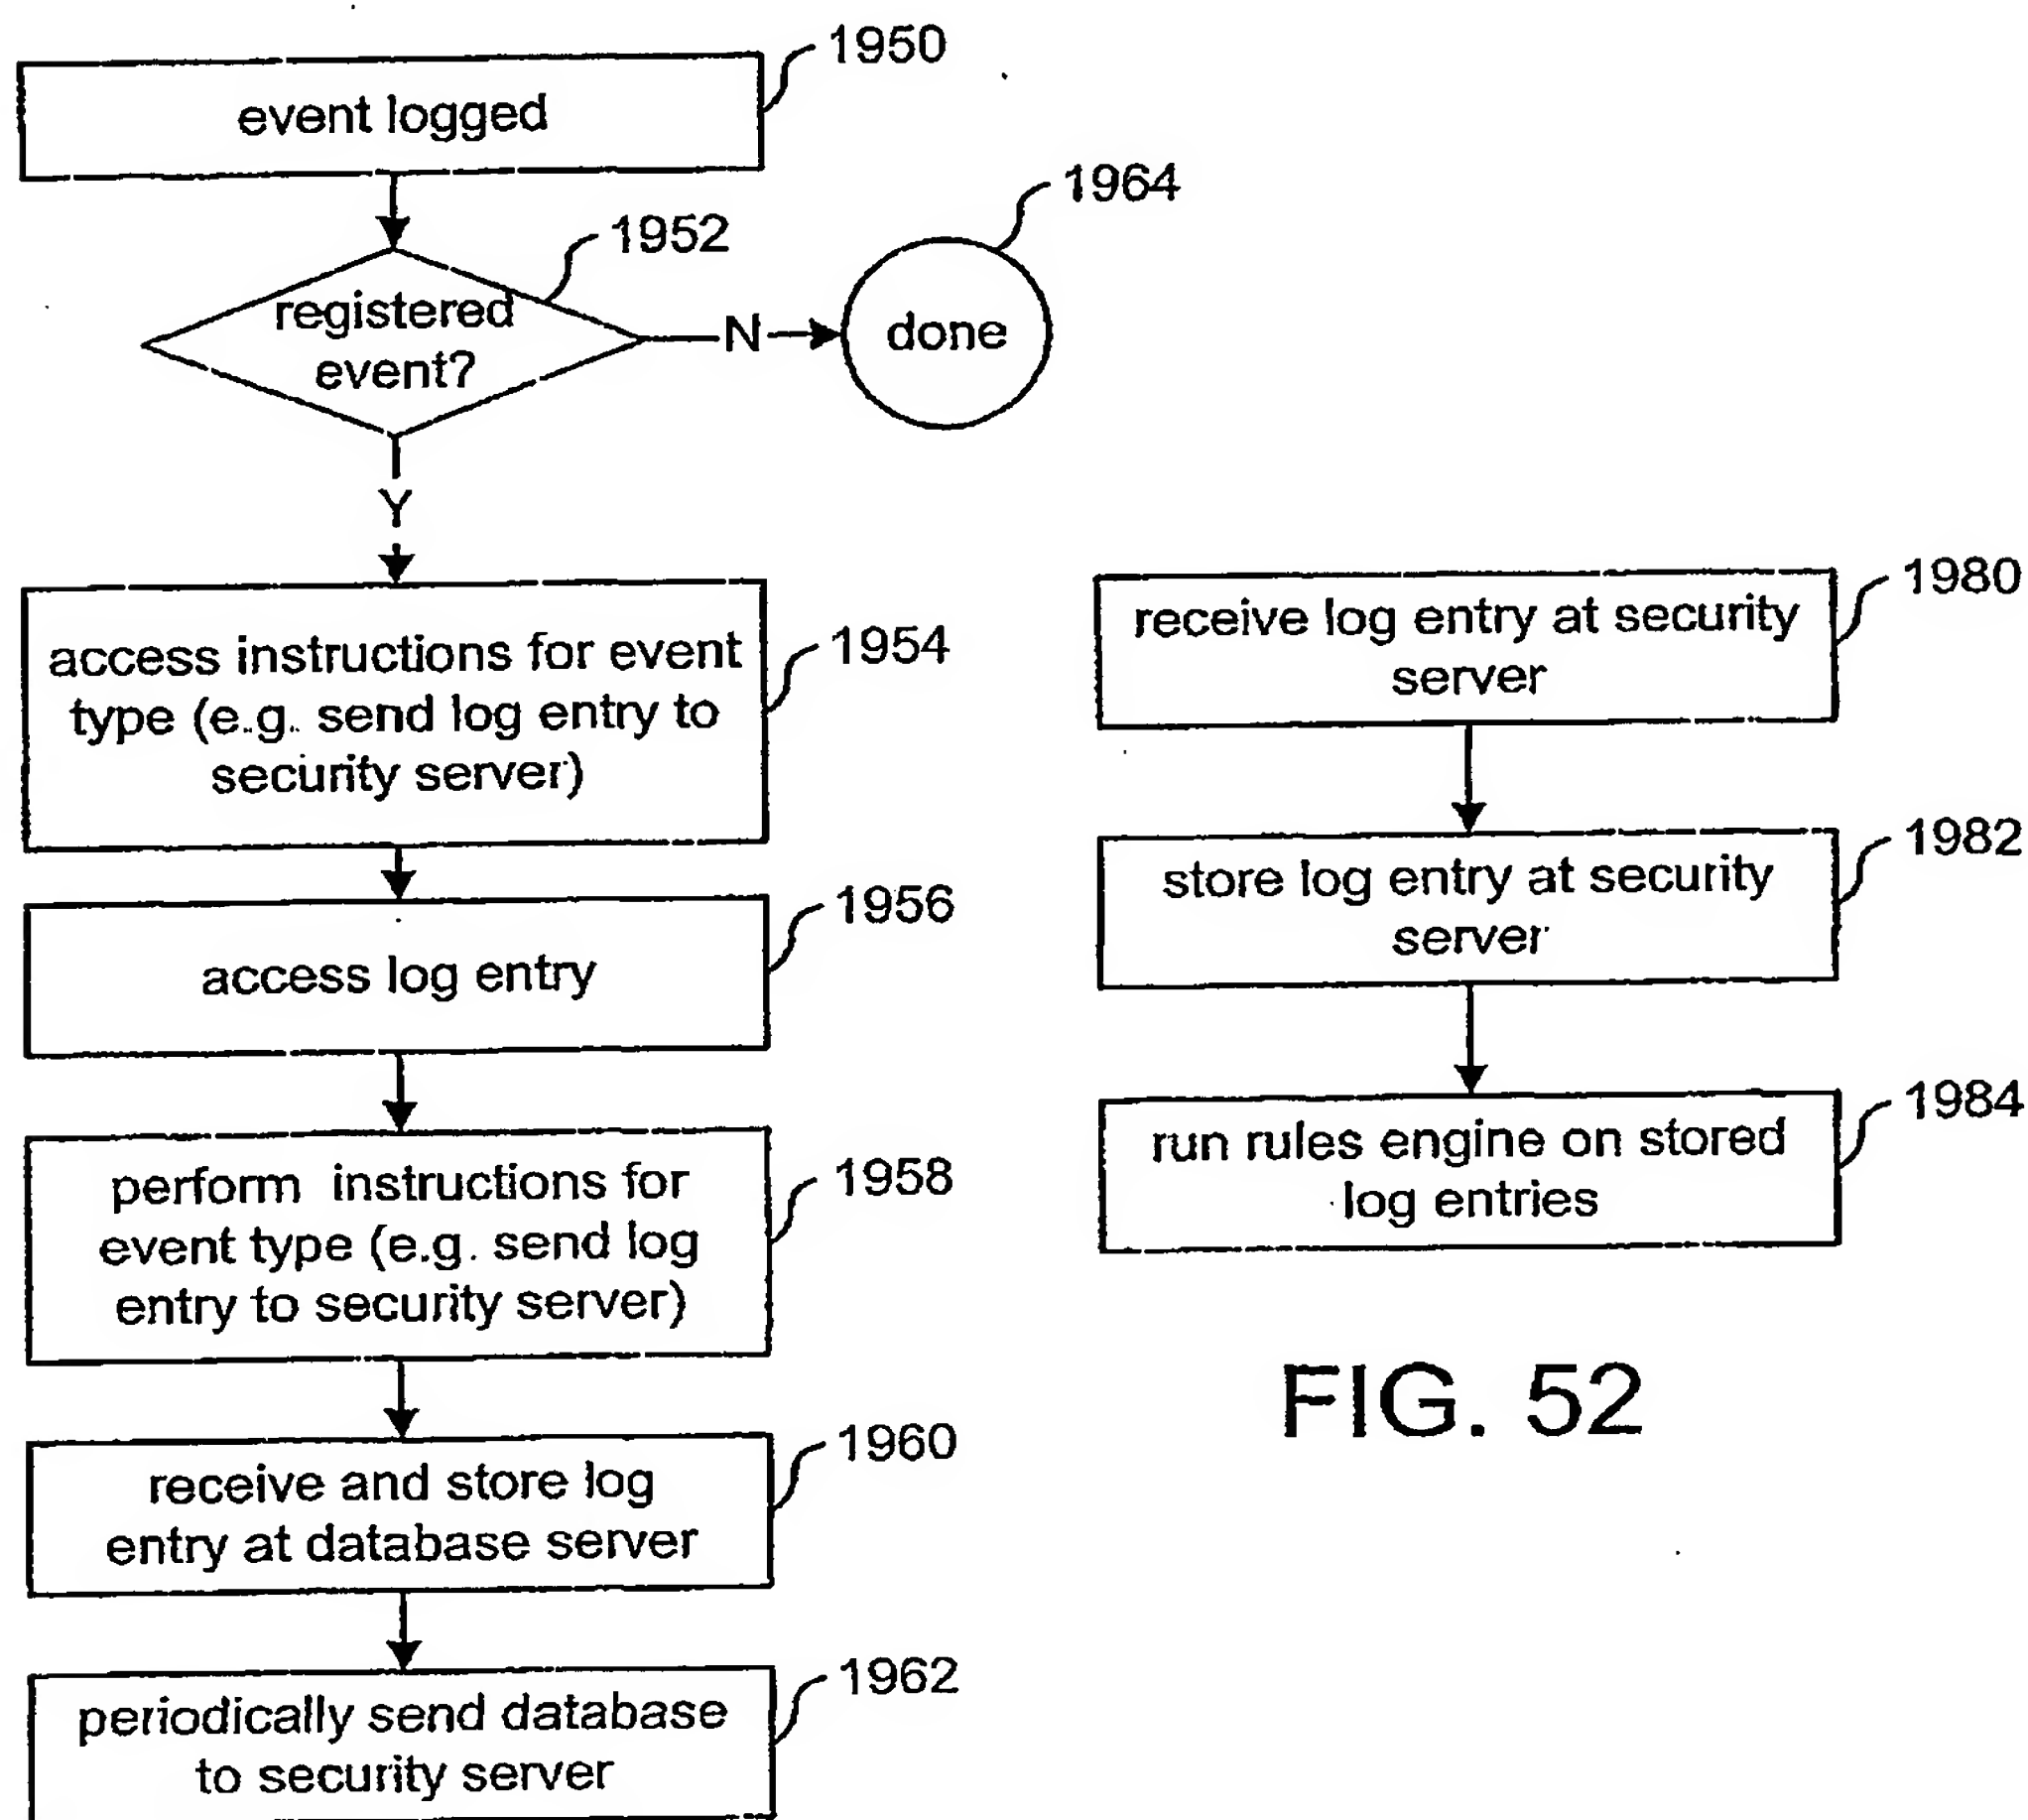 1950
event logged
1952
registered
event?
N
1964
done
Y
1954
access instructions for event
type (e.g. send log entry to
security server)
1956
access log entry
1958
perform instructions for
event type (e.g. send log
entry to security server)
1960
receive and store log
entry at database server
1962
periodically send database
to security server
1980
receive log entry at security
server
1982
store log entry at security
server
1984
run rules engine on stored
log entries
FIG. 52